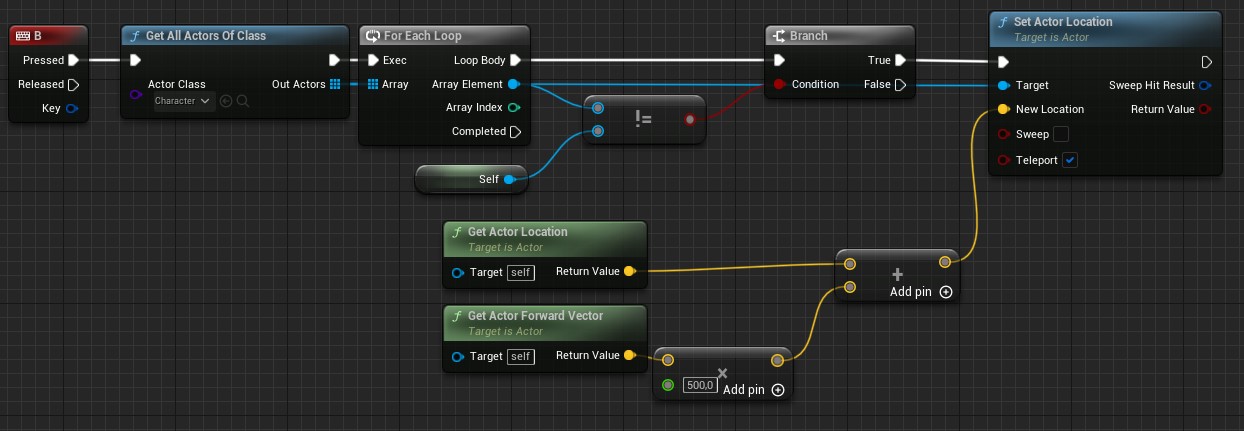 B
Pressed
Released
Key
Get All Actors Of Class
Actor Class
Character
Out Actors
For Each Loop
Exec
Loop Body
Array
Array Element
Array Index
Completed
!=
Self
Branch
True
Condition
False
Set Actor Location
Target is Actor
Target
Sweep Hit Result
New Location
Return Value
Sweep
Teleport
Get Actor Location
Target is Actor
Target self
Return Value
Get Actor Forward Vector
Target is Actor
Target self
Return Value
×
500,0
Add pin
+
Add pin